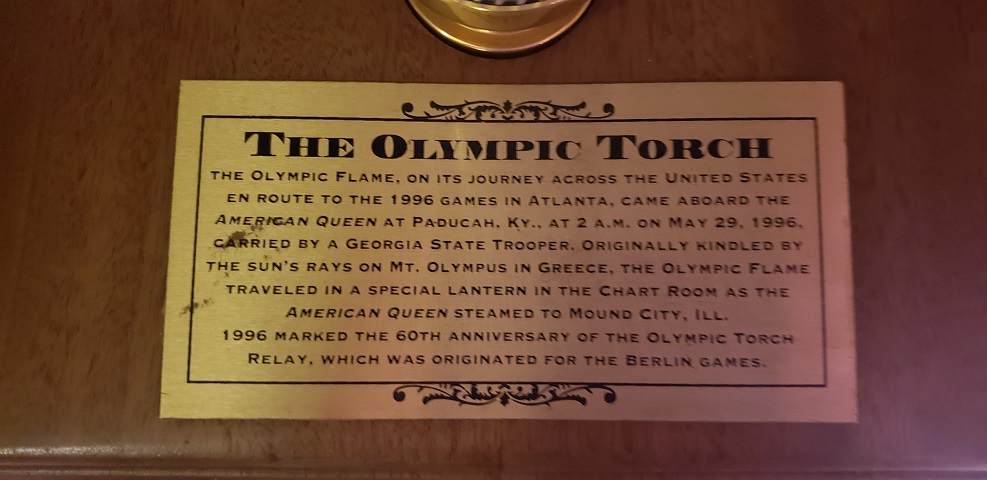 THE OLYMPIC TORCH
THE OLYMPIC FLAME, ON ITS JOURNEY ACROSS THE UNITED STATES
EN ROUTE TO THE 1996 GAMES IN ATLANTA, CAME ABOARD THE
AMERICAN QUEEN AT PADUCAH, KY., AT 2 A.M. ON MAY 29, 1996,
CARRIED BY A GEORGIA STATE TROOPER. ORIGINALLY KINDLED BY
THE SUN'S RAYS ON MT. OLYMPUS IN GREECE, THE OLYMPIC FLAME
TRAVELED IN A SPECIAL LANTERN IN THE CHART ROOM AS THE
AMERICAN QUEEN STEAMED TO MOUND CITY, ILL.
1996 MARKED THE 60TH ANNIVERSARY OF THE OLYMPIC TORCH
RELAY, WHICH WAS ORIGINATED FOR THE BERLIN GAMES.